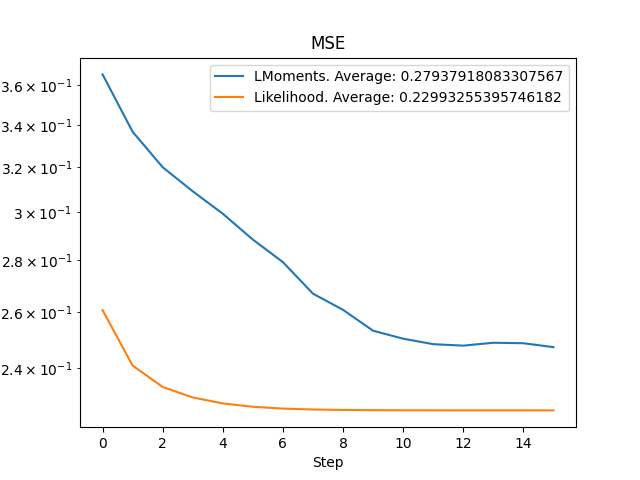 MSE
LMoments. Average: 0.27937918083307567
Likelihood. Average: 0.22993255395746182
3.6 × 10⁻¹
3.4 × 10⁻¹
3.2 × 10⁻¹
3 × 10⁻¹
2.8 × 10⁻¹
2.6 × 10⁻¹
2.4 × 10⁻¹
0 2 4 6 8 10 12 14
Step